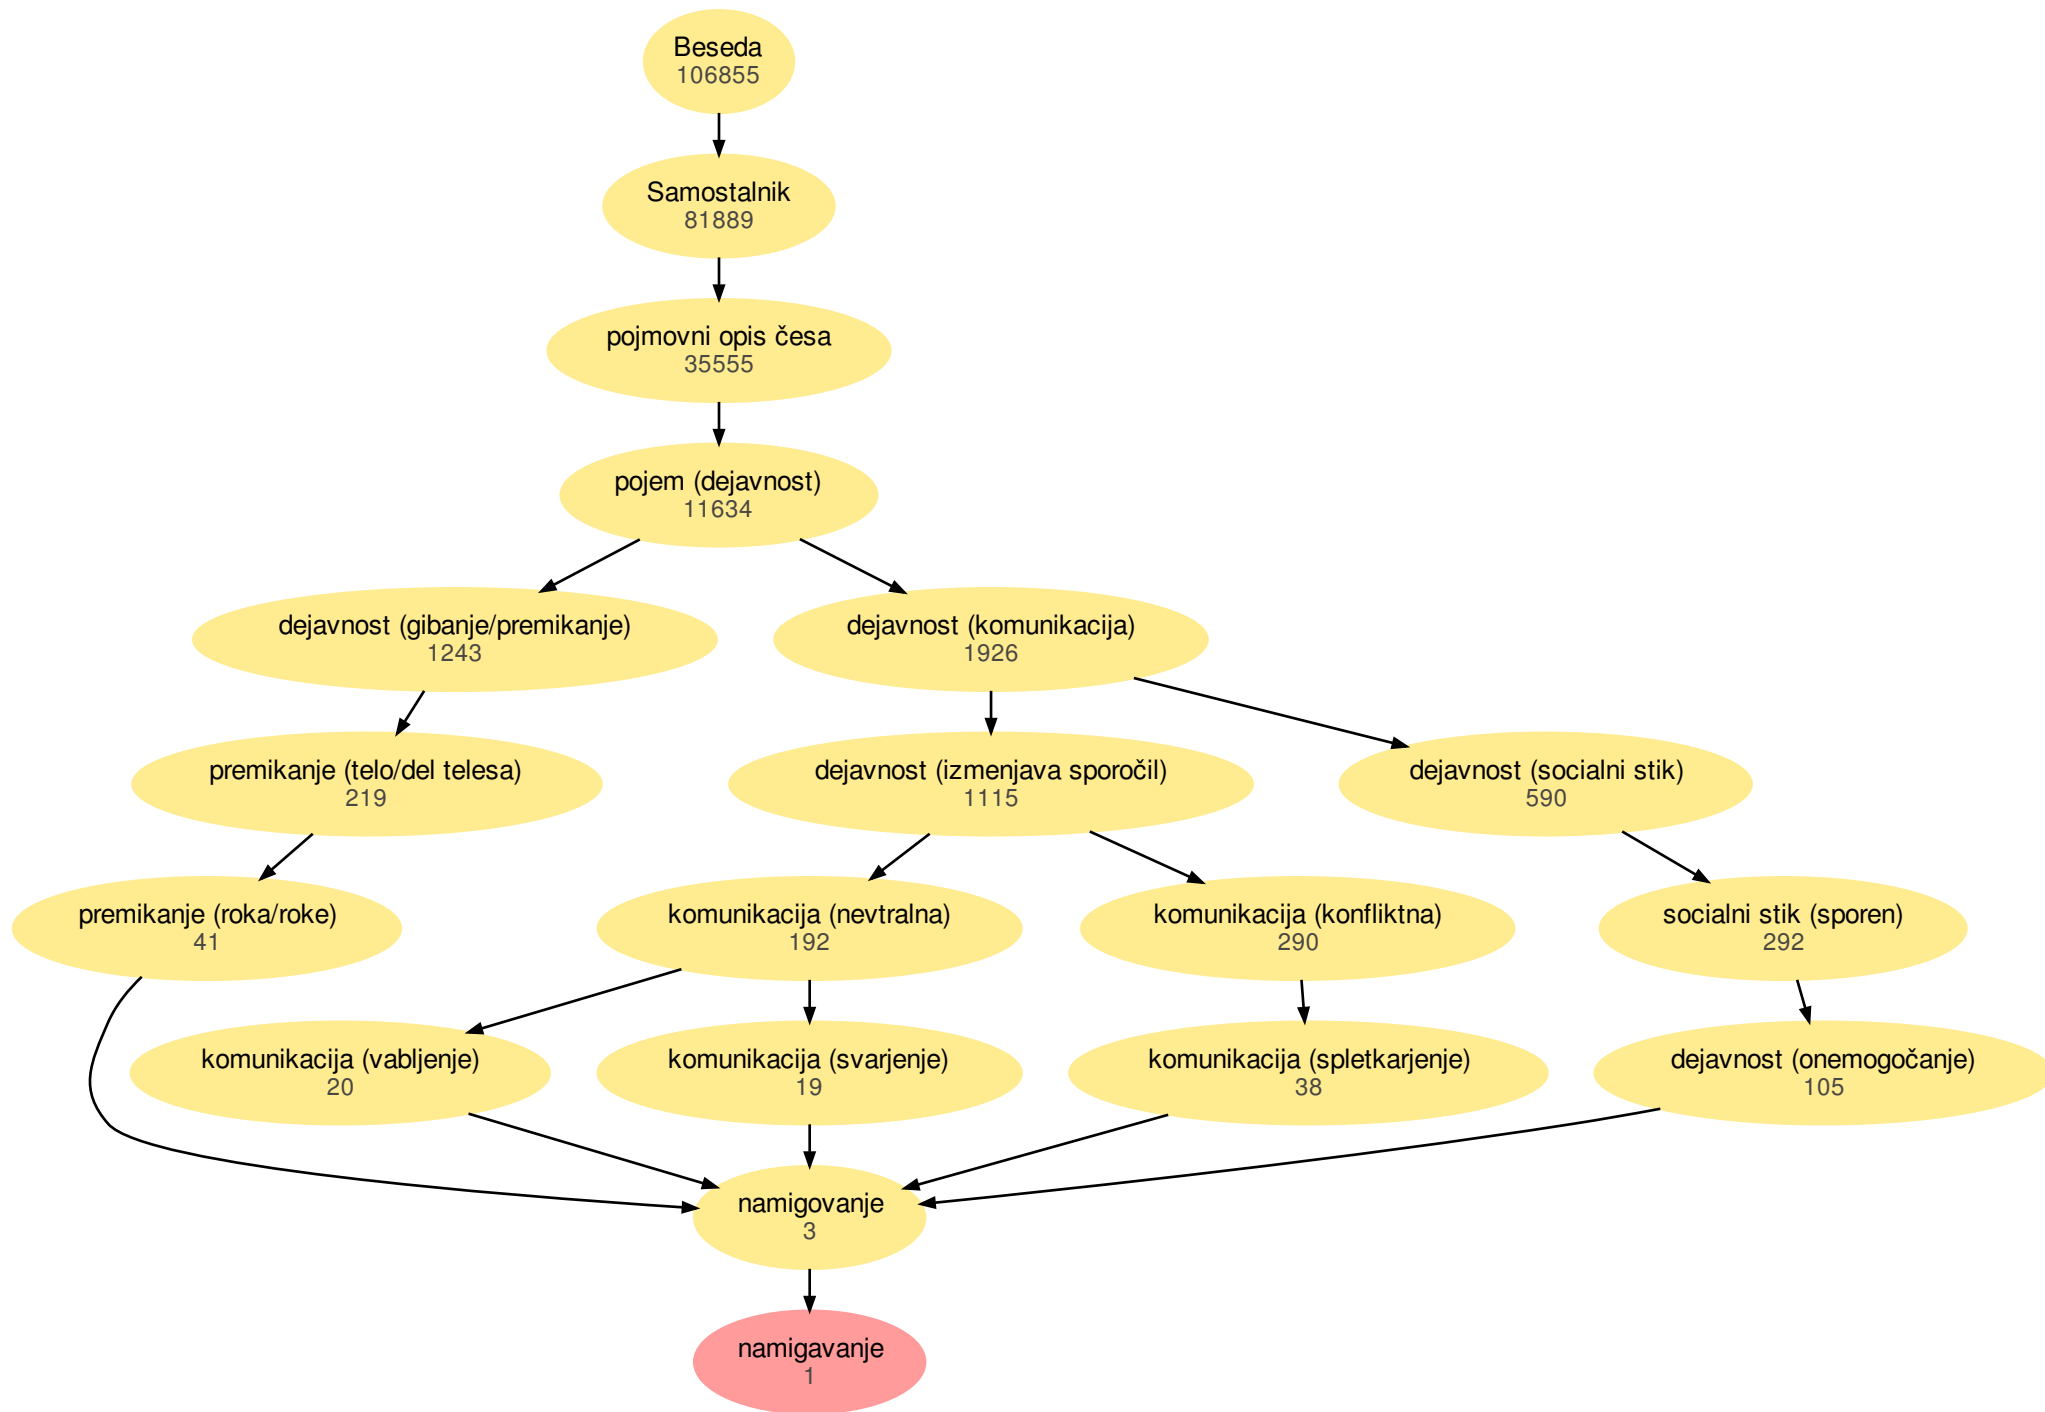 Beseda
106855
Samostalnik
81889
pojmovni opis česa
35555
pojem (dejavnost)
11634
dejavnost (gibanje/premikanje)
1243
dejavnost (komunikacija)
1926
premikanje (telo/del telesa)
219
dejavnost (izmenjava sporočil)
1115
dejavnost (socialni stik)
590
premikanje (roka/roke)
41
komunikacija (nevtralna)
192
komunikacija (konfliktna)
290
socialni stik (sporen)
292
komunikacija (vabljenje)
20
komunikacija (svarjenje)
19
komunikacija (spletkarjenje)
38
dejavnost (onemogočanje)
105
namigovanje
3
namigavanje
1